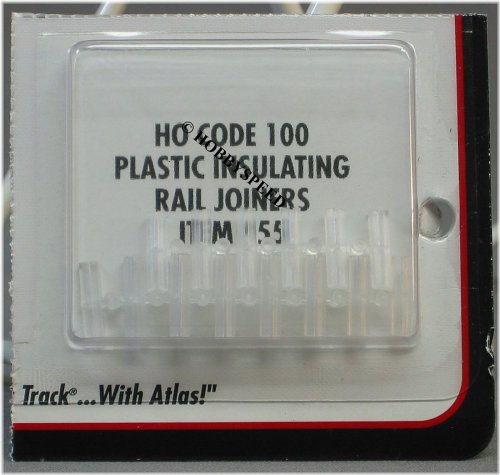 HO CODE 100
PLASTIC INSULATING
RAIL JOINERS
ITEM 55
© HOBBYSPEED
Track®...With Atlas!"